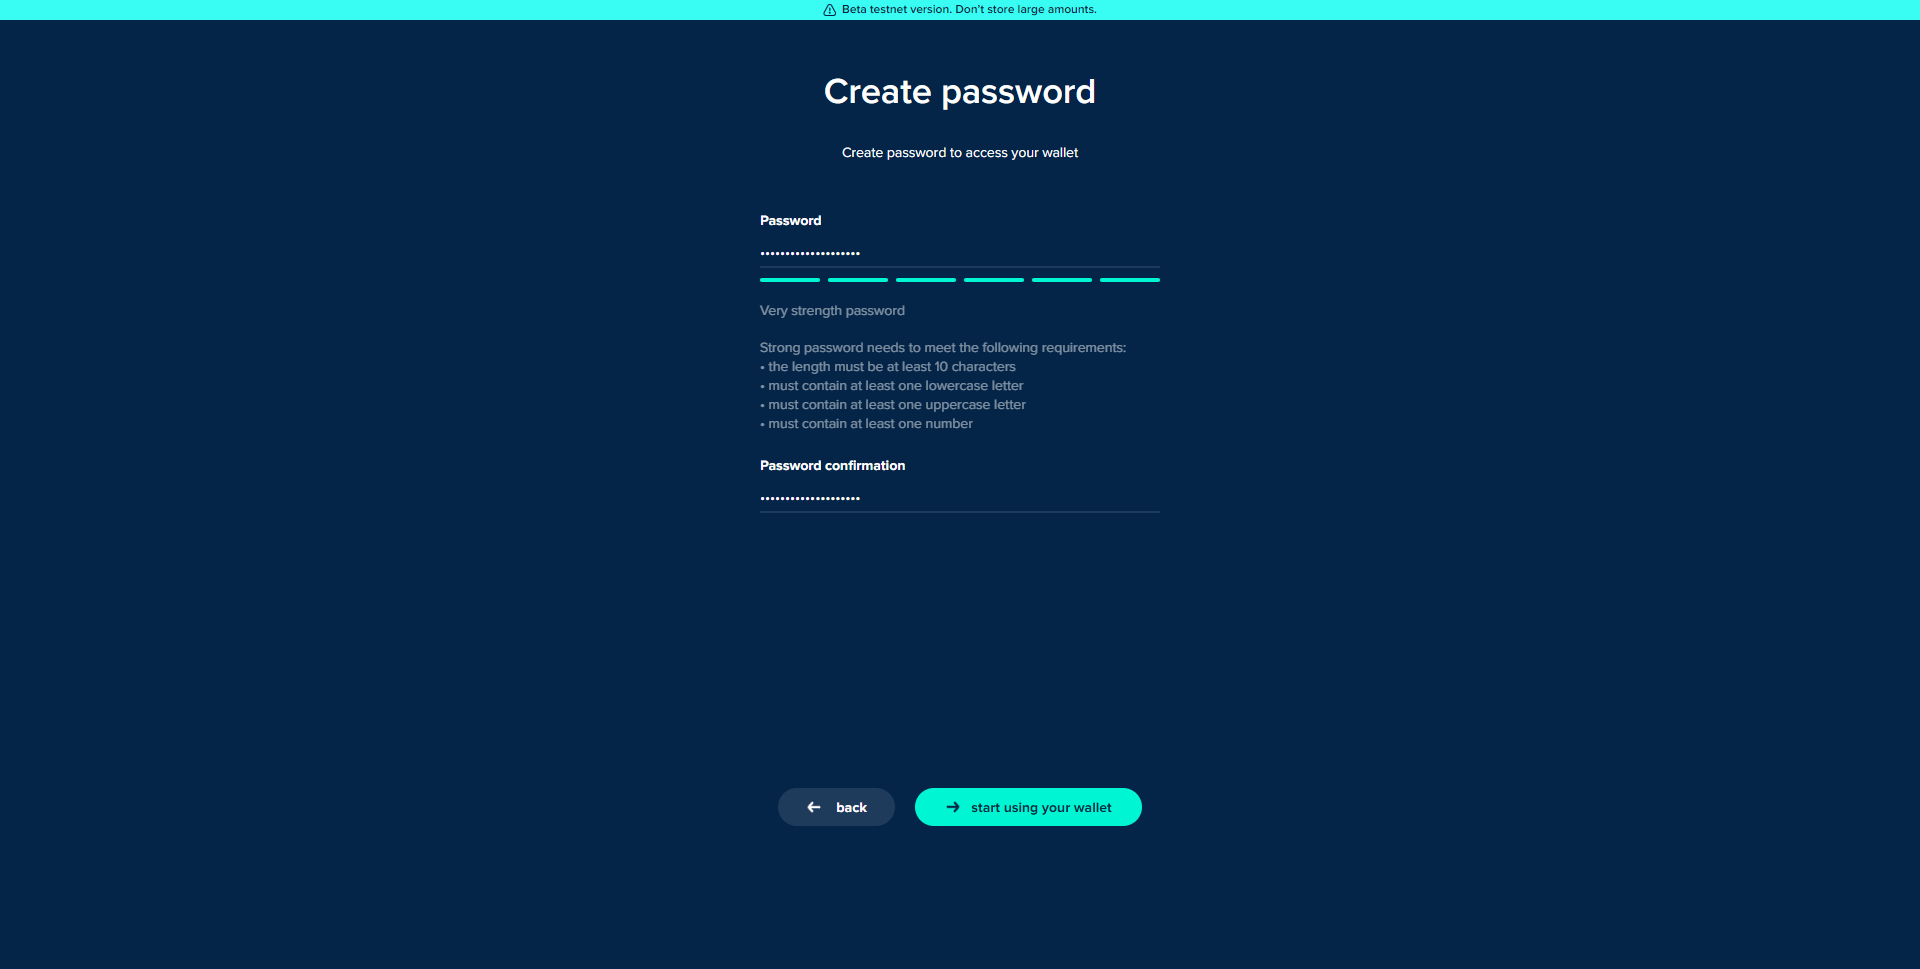 Beta testnet version. Don't store large amounts.
Create password
Create password to access your wallet
Password
••••••••••••••••••••
Very strength password
Strong password needs to meet the following requirements:
• the length must be at least 10 characters
• must contain at least one lowercase letter
• must contain at least one uppercase letter
• must contain at least one number
Password confirmation
••••••••••••••••••••
back
start using your wallet